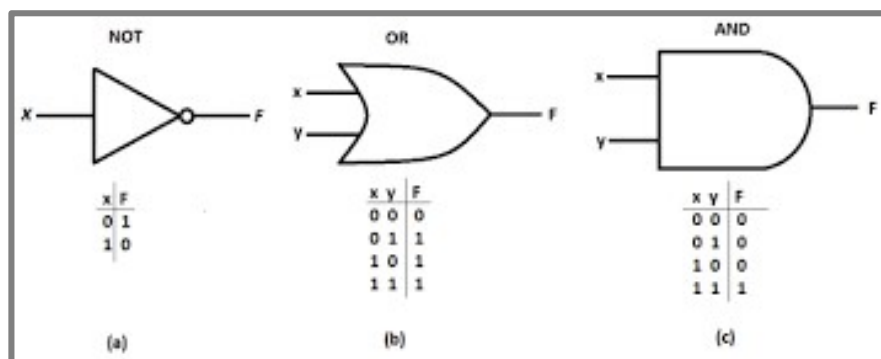 NOT
X
F
x F
0 1
1 0
(a)
OR
x
y
F
x y F
0 0 0
0 1 1
1 0 1
1 1 1
(b)
AND
x
y
F
x y F
0 0 0
0 1 0
1 0 0
1 1 1
(c)